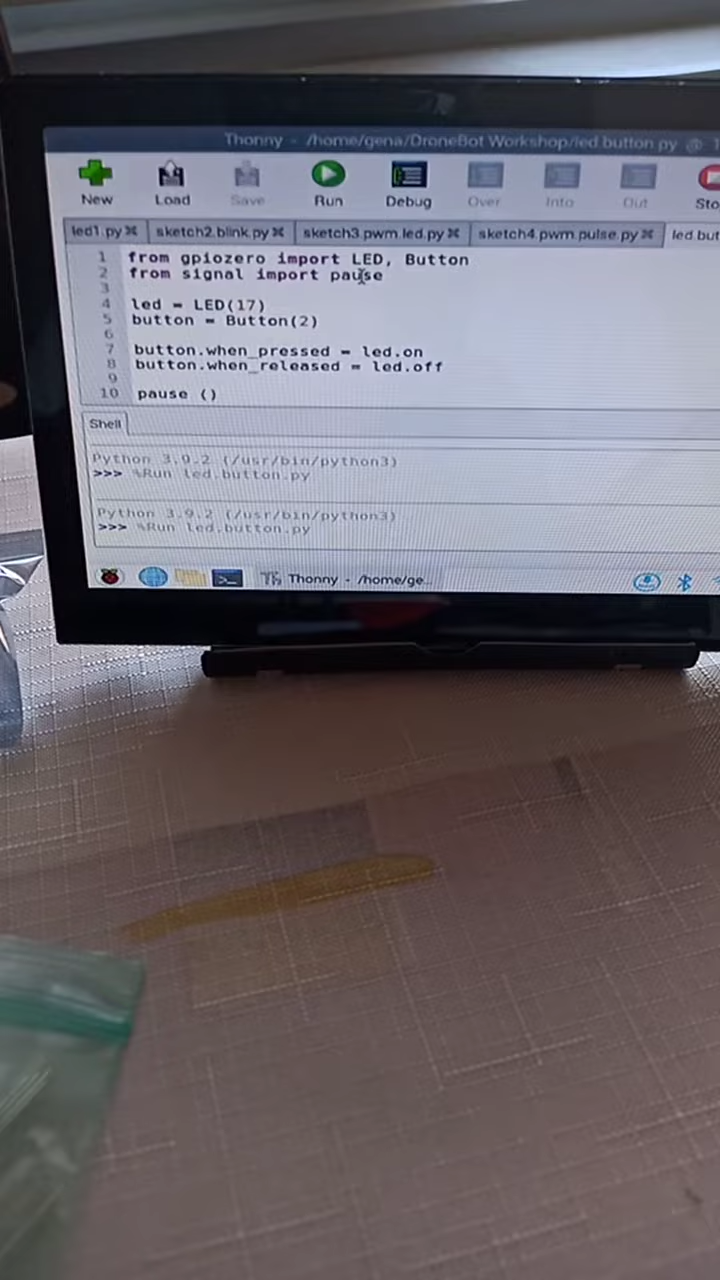 Thonny - /home/gena/DroneBot Workshop/led.button.py @
New Load Save Run Debug Over Into Out Sto
led1.py sketch2.blink.py sketch3.pwm.led.py sketch4.pwm.pulse.py led.but
1 from gpiozero import LED, Button
2 from signal import pause
3
4 led = LED(17)
5 button = Button(2)
6
7 button.when_pressed = led.on
8 button.when_released = led.off
9
10 pause ()
Shell
Python 3.9.2 (/usr/bin/python3)
>>> %Run led.button.py
Python 3.9.2 (/usr/bin/python3)
>>> %Run led.button.py
Thonny - /home/ge...